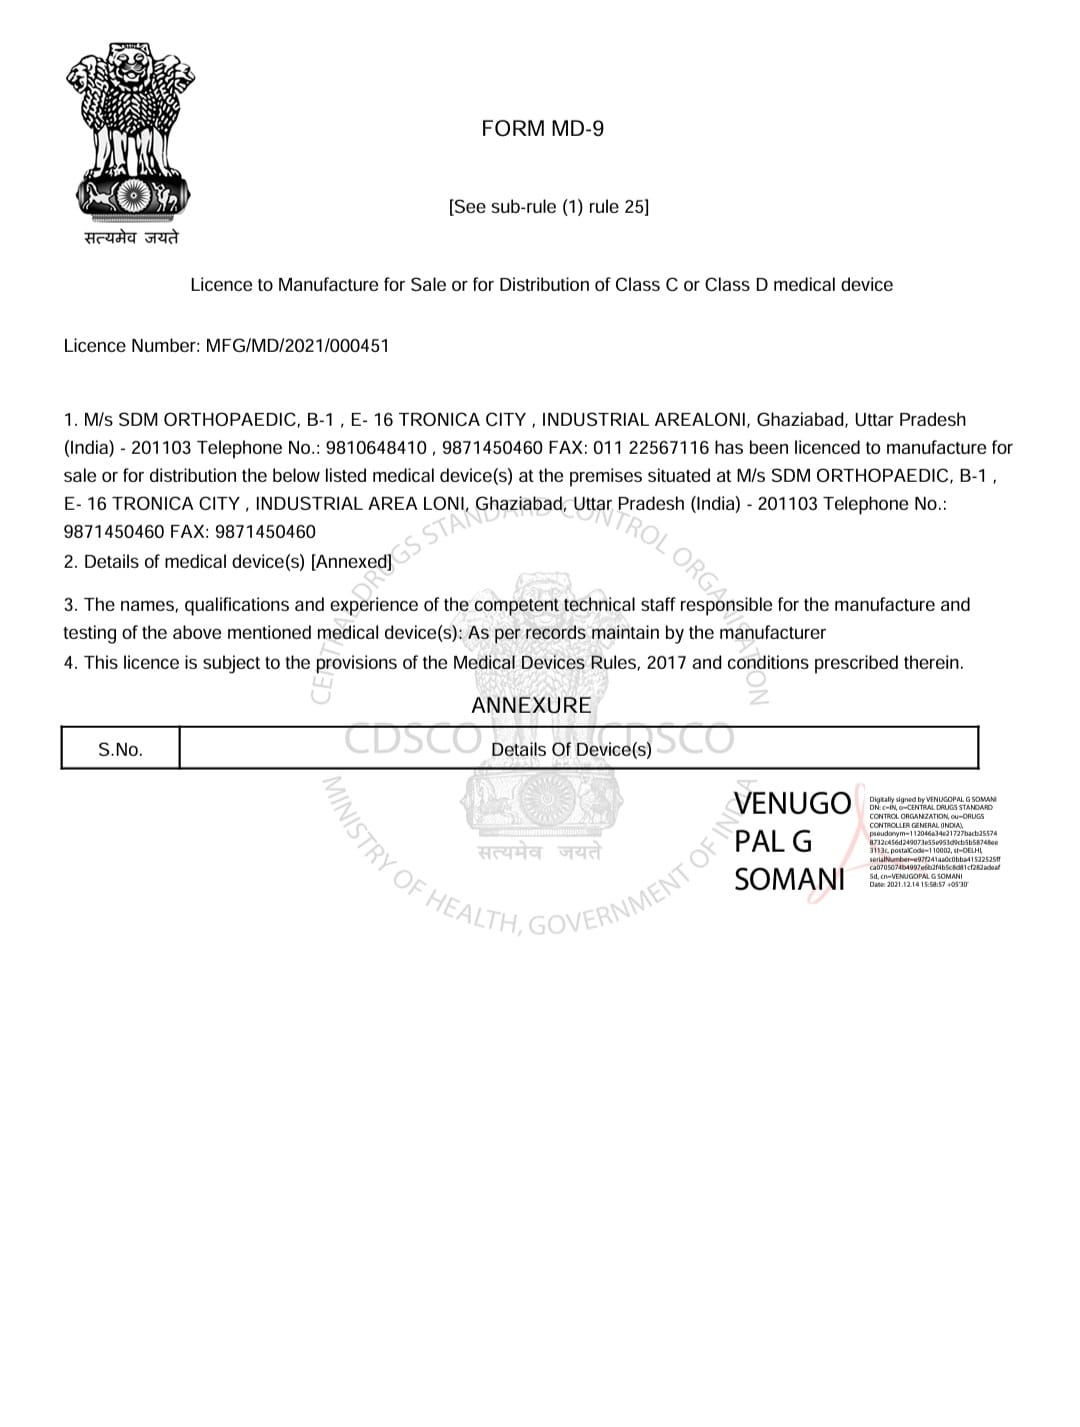 सत्यमेव जयते
FORM MD-9
[See sub-rule (1) rule 25]
Licence to Manufacture for Sale or for Distribution of Class C or Class D medical device
Licence Number: MFG/MD/2021/000451
1. M/s SDM ORTHOPAEDIC, B-1 , E- 16 TRONICA CITY , INDUSTRIAL AREALONI, Ghaziabad, Uttar Pradesh
(India) - 201103 Telephone No.: 9810648410 , 9871450460 FAX: 011 22567116 has been licenced to manufacture for
sale or for distribution the below listed medical device(s) at the premises situated at M/s SDM ORTHOPAEDIC, B-1 ,
E- 16 TRONICA CITY , INDUSTRIAL AREA LONI, Ghaziabad, Uttar Pradesh (India) - 201103 Telephone No.:
9871450460 FAX: 9871450460
2. Details of medical device(s) [Annexed]
3. The names, qualifications and experience of the competent technical staff responsible for the manufacture and
testing of the above mentioned medical device(s): As per records maintain by the manufacturer
4. This licence is subject to the provisions of the Medical Devices Rules, 2017 and conditions prescribed therein.
CENTRAL DRUGS STANDARD CONTROL ORGANISATION
ANNEXURE
CDSCO CDSCO
S.No. Details Of Device(s)
सत्यमेव जयते
MINISTRY OF HEALTH, GOVERNMENT OF INDIA
VENUGO
PAL G
SOMANI
Digitally signed by VENUGOPAL G SOMANI
DN: c=IN, o=CENTRAL DRUGS STANDARD
CONTROL ORGANIZATION, ou=DRUGS
CONTROLLER GENERAL (INDIA),
3113c, postalCode=110002, st=DELHI,
5d, cn=VENUGOPAL G SOMANI
Date: 2021.12.14 15:58:57 +05'30'